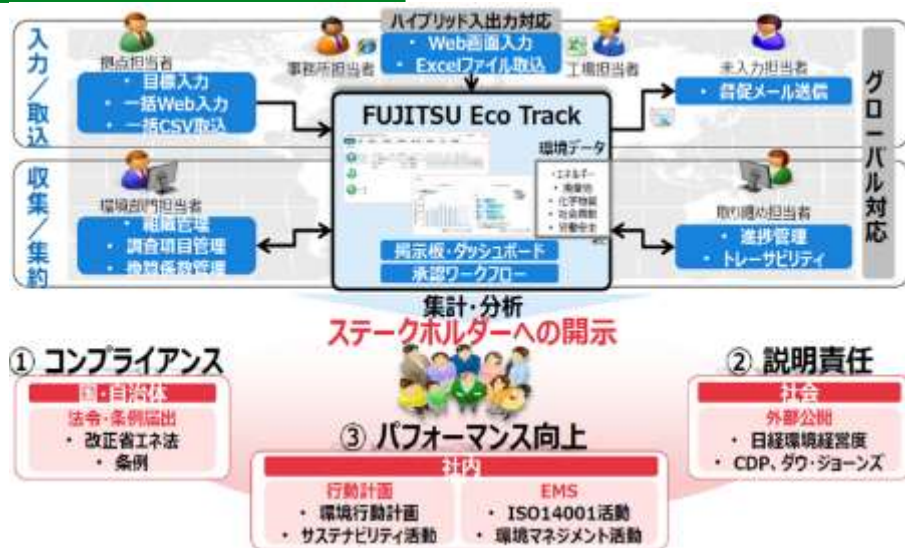 ハイブリッド入出力対応
入力／取込
拠点担当者
・ 目標入力
・ 一括Web入力
・ 一括CSV取込
事務所担当者
・ Web画面入力
・ Excelファイル取込
工場担当者
未入力担当者
・ 督促メール送信
グローバル対応
FUJITSU Eco Track
環境データ
・エネルギー
・廃棄物
・化学物質
・社会貢献
・労働安全
etc
収集／集約
環境部門担当者
・ 組織管理
・ 調査項目管理
・ 換算係数管理
掲示板・ダッシュボード
承認ワークフロー
取り纏め担当者
・ 進捗管理
・ トレーサビリティ
集計・分析
ステークホルダーへの開示
① コンプライアンス
国・自治体
法令・条例届出
・ 改正省エネ法
・ 条例
② 説明責任
社会
外部公開
・ 日経環境経営度
・ CDP、ダウ・ジョーンズ
③ パフォーマンス向上
社内
行動計画
・ 環境行動計画
・ サステナビリティ活動
EMS
・ ISO14001活動
・ 環境マネジメント活動